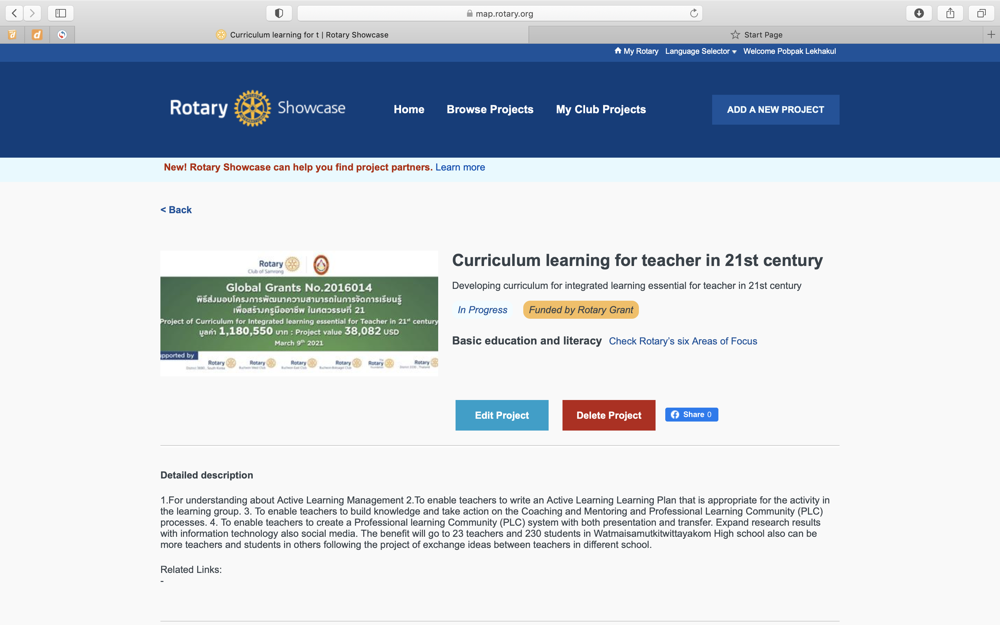 map.rotary.org
Curriculum learning for t | Rotary Showcase
Start Page
My Rotary Language Selector Welcome Pobpak Lekhakul
Rotary Showcase
Home Browse Projects My Club Projects
ADD A NEW PROJECT
New! Rotary Showcase can help you find project partners. Learn more
< Back
Rotary
Club of Samrong
Global Grants No.2016014
พิธีส่งมอบโครงการพัฒนาความสามารถในการจัดการเรียนรู้
เพื่อสร้างครูมืออาชีพ ในศตวรรษที่ 21
Project of Curriculum for Integrated learning essential for Teacher in 21st century
มูลค่า 1,180,550 บาท : Project value 38,082 USD
March 9th 2021
pported by
Rotary Rotary Rotary Rotary Rotary Rotary
Curriculum learning for teacher in 21st century
Developing curriculum for integrated learning essential for teacher in 21st century
In Progress Funded by Rotary Grant
Basic education and literacy Check Rotary's six Areas of Focus
Edit Project Delete Project Share 0
Detailed description
1.For understanding about Active Learning Management 2.To enable teachers to write an Active Learning Learning Plan that is appropriate for the activity in
the learning group. 3. To enable teachers to build knowledge and take action on the Coaching and Mentoring and Professional Learning Community (PLC)
processes. 4. To enable teachers to create a Professional learning Community (PLC) system with both presentation and transfer. Expand research results
with information technology also social media. The benefit will go to 23 teachers and 230 students in Watmaisamutkitwittayakom High school also can be
more teachers and students in others following the project of exchange ideas between teachers in different school.
Related Links:
-